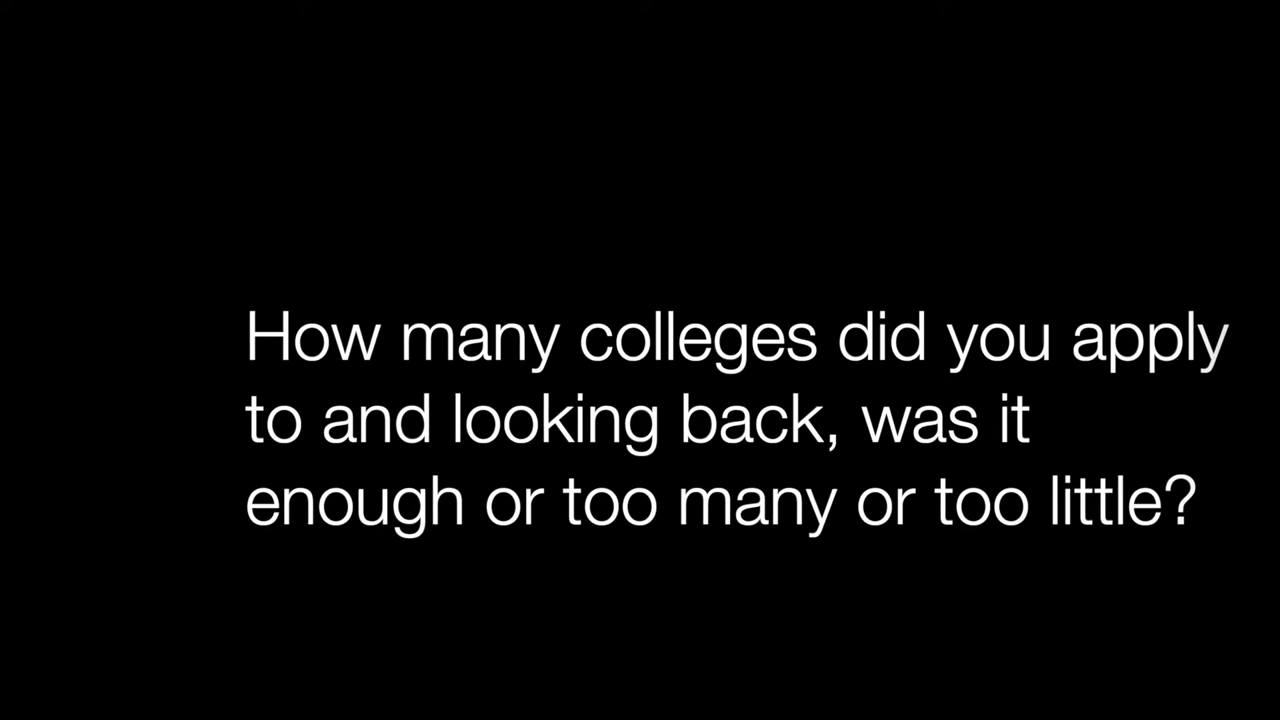 How many colleges did you apply
to and looking back, was it
enough or too many or too little?